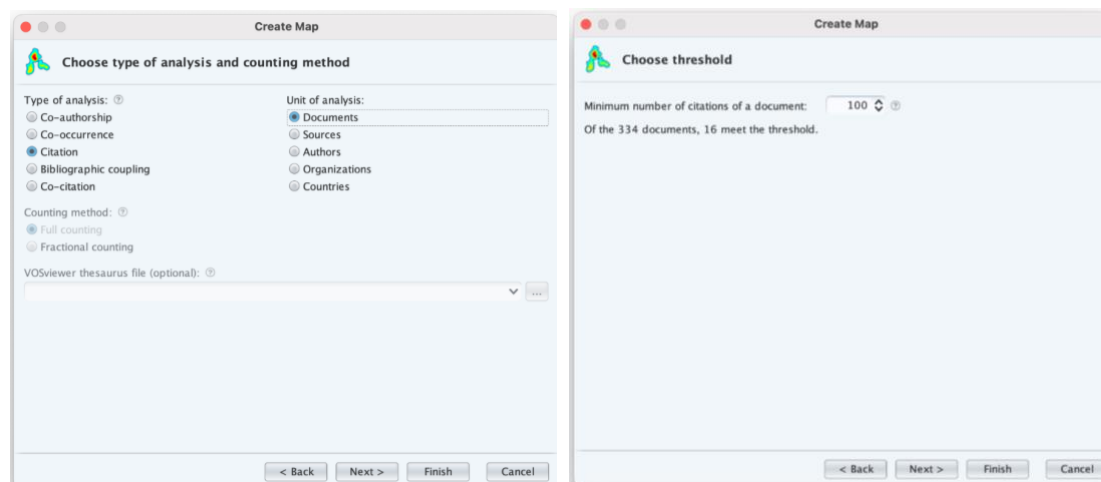 Create Map
Choose type of analysis and counting method
Type of analysis:
Unit of analysis:
Co-authorship
Documents
Co-occurrence
Sources
Citation
Authors
Bibliographic coupling
Organizations
Co-citation
Countries
Counting method:
Full counting
Fractional counting
VOSviewer thesaurus file (optional):
...
< Back Next > Finish Cancel
Create Map
Choose threshold
Minimum number of citations of a document: 100
Of the 334 documents, 16 meet the threshold.
< Back Next > Finish Cancel